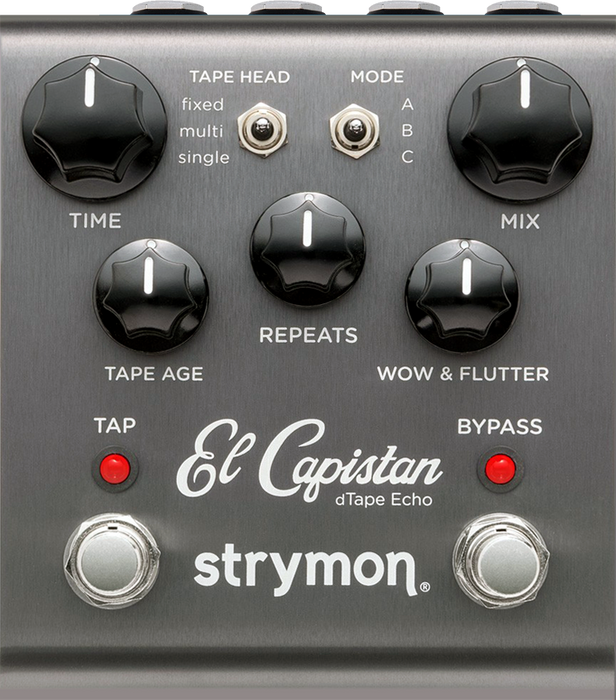 TAPE HEAD
MODE
fixed
multi
single
A
B
C
TIME
MIX
REPEATS
TAPE AGE
WOW & FLUTTER
TAP
BYPASS
El Capistan
dTape Echo
strymon®